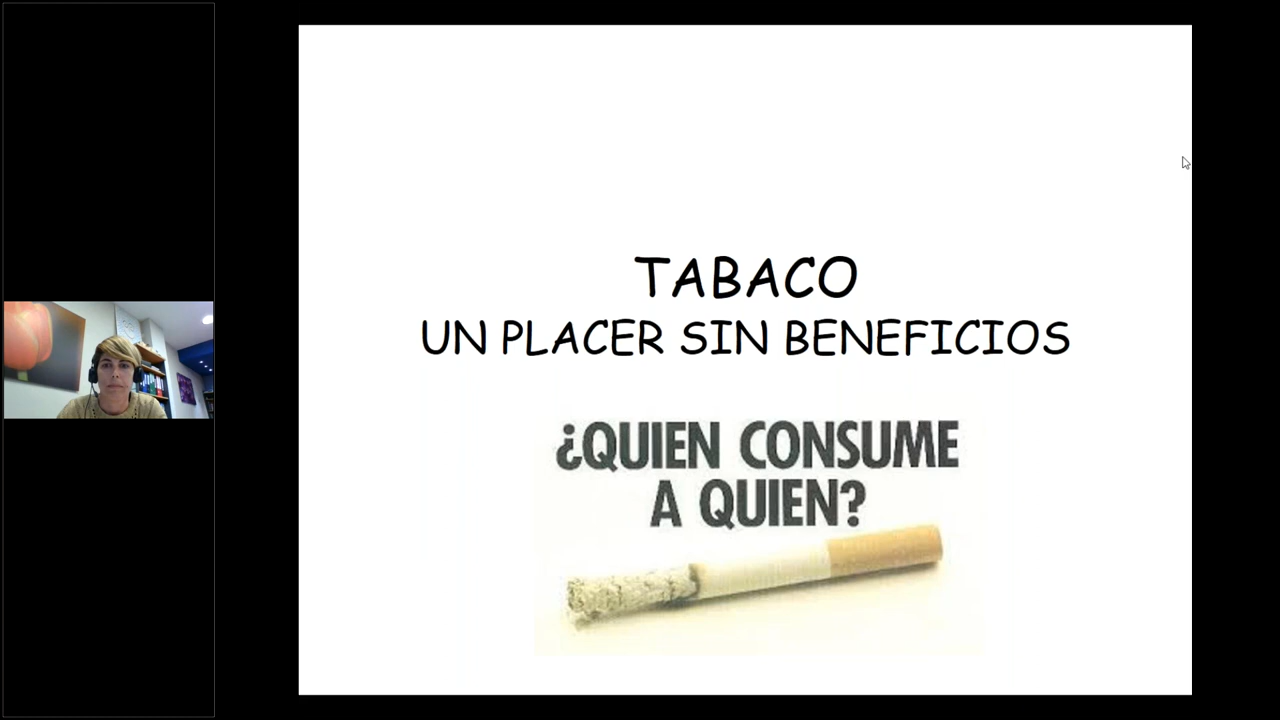 TABACO
UN PLACER SIN BENEFICIOS
¿QUIEN CONSUME
A QUIEN?